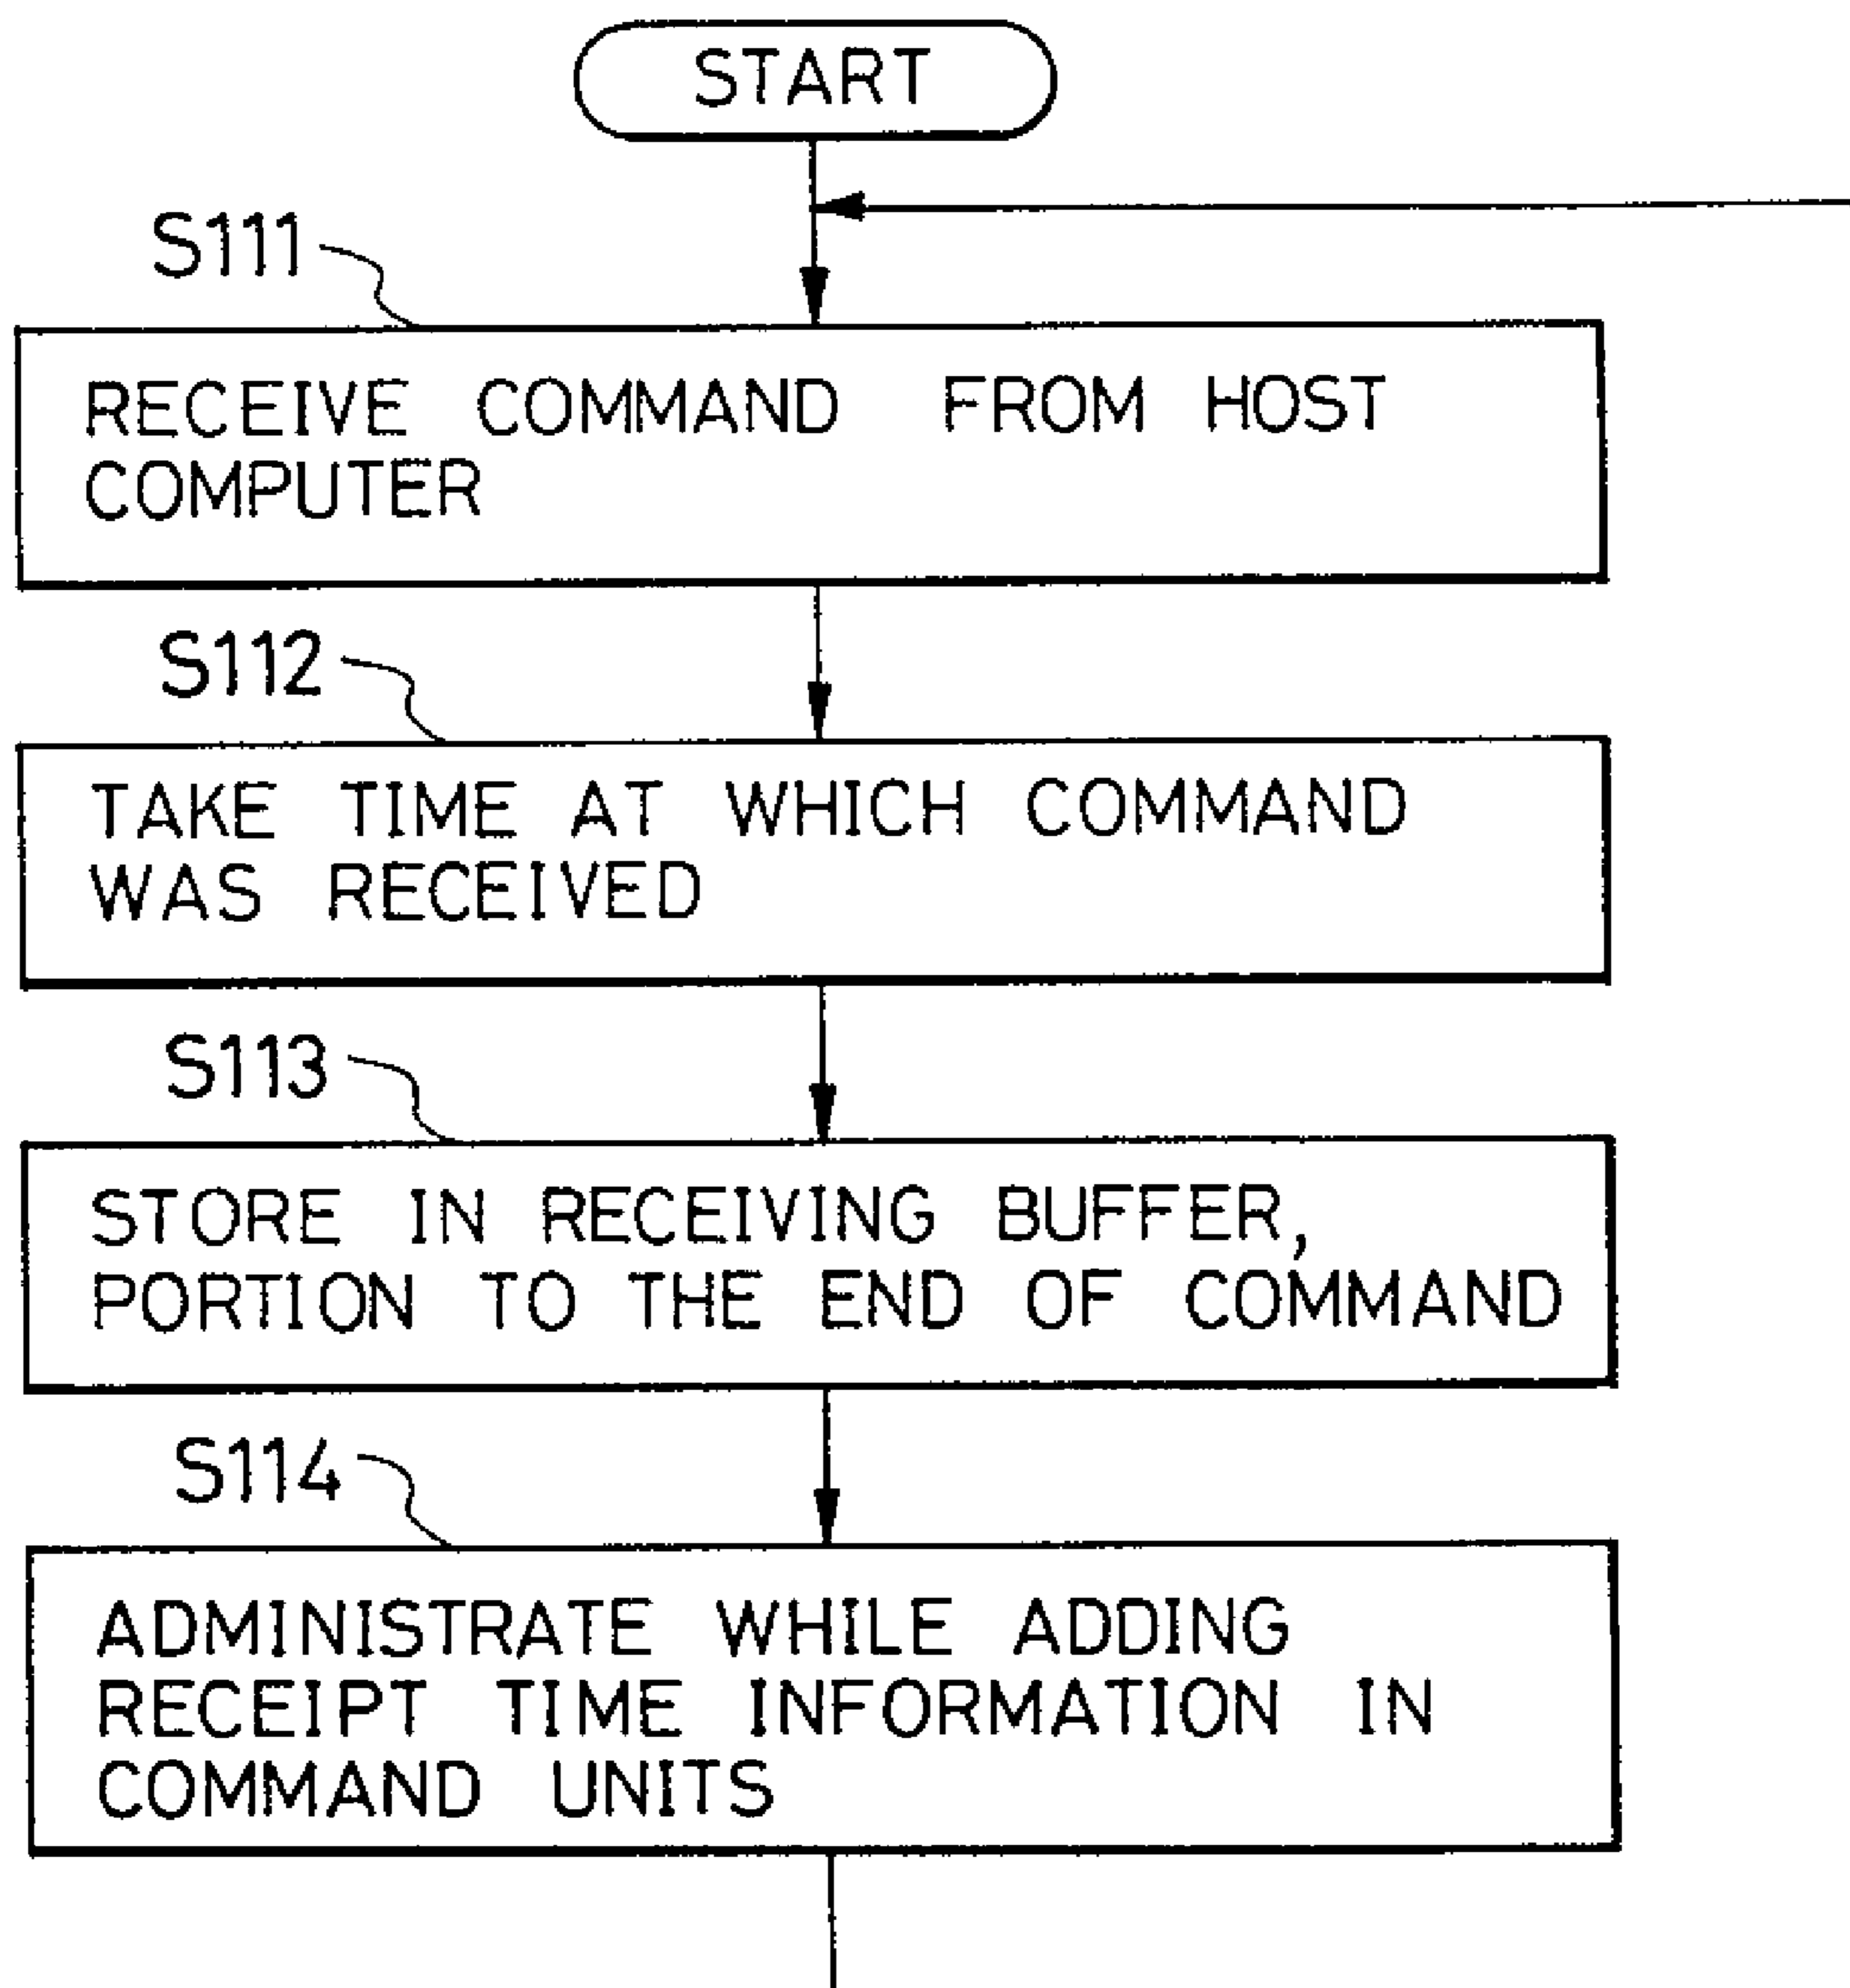 START
S111
RECEIVE COMMAND FROM HOST
COMPUTER
S112
TAKE TIME AT WHICH COMMAND
WAS RECEIVED
S113
STORE IN RECEIVING BUFFER,
PORTION TO THE END OF COMMAND
S114
ADMINISTRATE WHILE ADDING
RECEIPT TIME INFORMATION IN
COMMAND UNITS